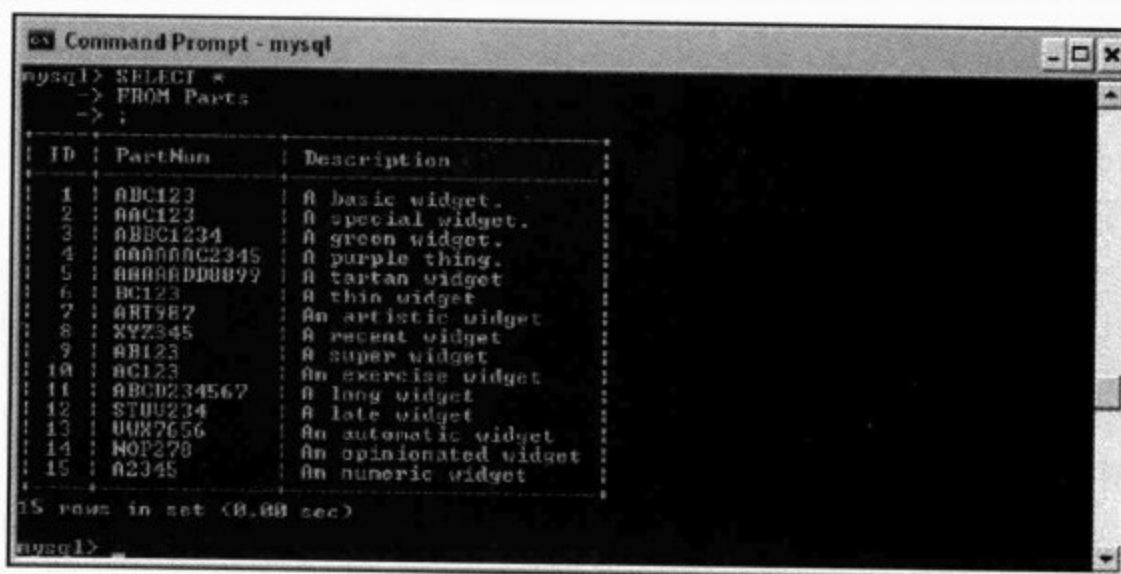 Command Prompt - mysql
mysql> SELECT *
-> FROM Parts
-> ;
ID | PartNum | Description
1 | ABC123 | A basic widget.
2 | AAC123 | A special widget.
3 | ABBC1234 | A green widget.
4 | AAAAAAC2345 | A purple thing.
5 | AAAAADD8899 | A tartan widget
6 | BC123 | A thin widget
7 | ART987 | An artistic widget
8 | XYZ345 | A recent widget
9 | AB123 | A super widget
10 | AC123 | An exercise widget
11 | ABCD234567 | A long widget
12 | STUV234 | A late widget
13 | UVX7656 | An automatic widget
14 | NOP278 | An opinionated widget
15 | A2345 | An numeric widget
15 rows in set (0.00 sec)
mysql> _